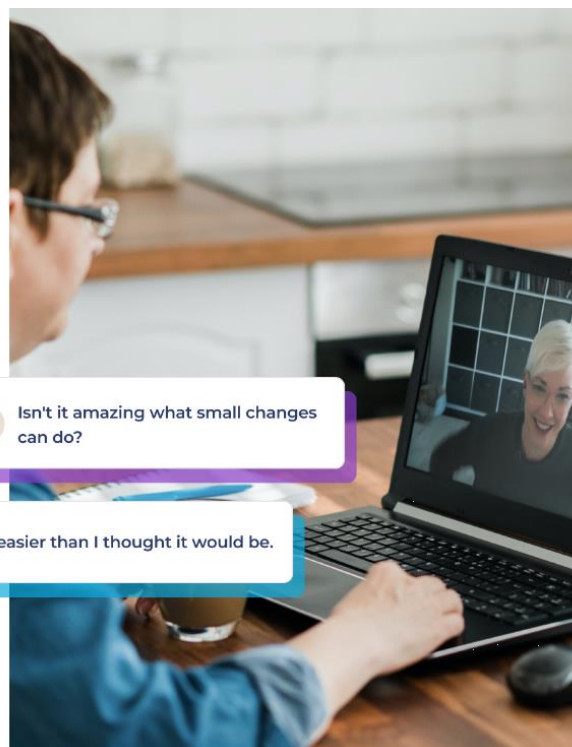 Isn't it amazing what small changes
can do?
easier than I thought it would be.